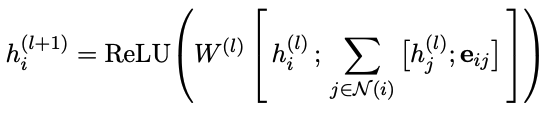 h_i^{(l+1)} = ReLU(W^{(l)} [h_i^{(l)}; ∑_{j∈𝒩(i)} [h_j^{(l)}; e_{ij}]])